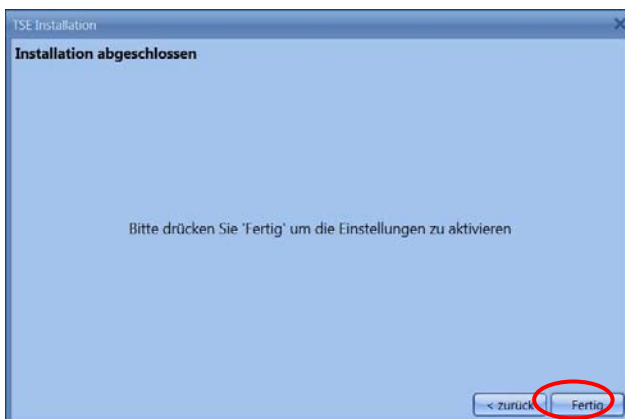 TSE Installation
Installation abgeschlossen
Bitte drücken Sie 'Fertig' um die Einstellungen zu aktivieren
< zurück
Fertig